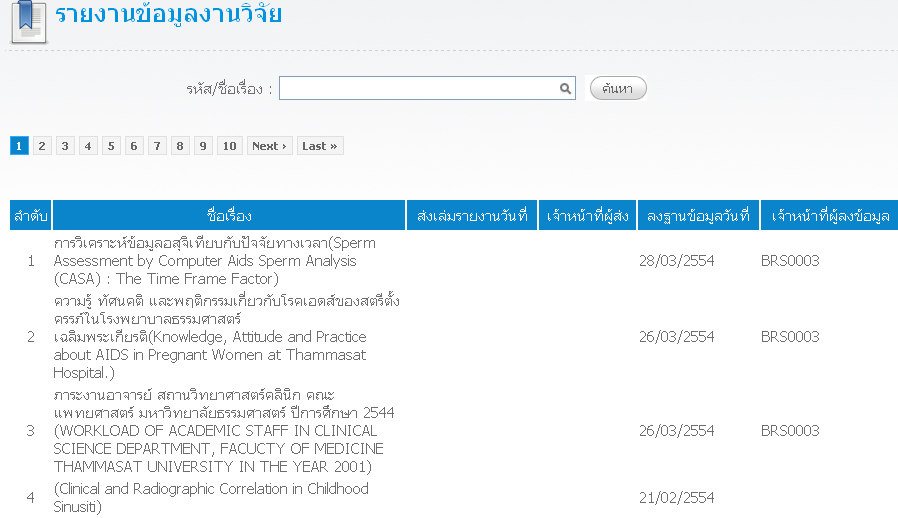 รายงานข้อมูลงานวิจัย
รหัส/ชื่อเรื่อง : ค้นหา
1 2 3 4 5 6 7 8 9 10 Next › Last »
ลำดับ ชื่อเรื่อง ส่งเล่มรายงานวันที่ เจ้าหน้าที่ผู้ส่ง ลงฐานข้อมูลวันที่ เจ้าหน้าที่ผู้ลงข้อมูล
การวิเคราะห์ข้อมูลอสุจิเทียบกับปัจจัยทางเวลา(Sperm
1 Assessment by Computer Aids Sperm Analysis 28/03/2554 BRS0003
(CASA) : The Time Frame Factor)
ความรู้ ทัศนคติ และพฤติกรรมเกี่ยวกับโรคเอดส์ของสตรีตั้ง
ครรภ์ในโรงพยาบาลธรรมศาสตร์
2 เฉลิมพระเกียรติ(Knowledge, Attitude and Practice 26/03/2554 BRS0003
about AIDS in Pregnant Women at Thammasat
Hospital.)
ภาระงานอาจารย์ สถานวิทยาศาสตร์คลินิก คณะ
แพทยศาสตร์ มหาวิทยาลัยธรรมศาสตร์ ปีการศึกษา 2544
3 (WORKLOAD OF ACADEMIC STAFF IN CLINICAL 26/03/2554 BRS0003
SCIENCE DEPARTMENT, FACUCTY OF MEDICINE
THAMMASAT UNIVERSITY IN THE YEAR 2001)
4 (Clinical and Radiographic Correlation in Childhood 21/02/2554
Sinusiti)